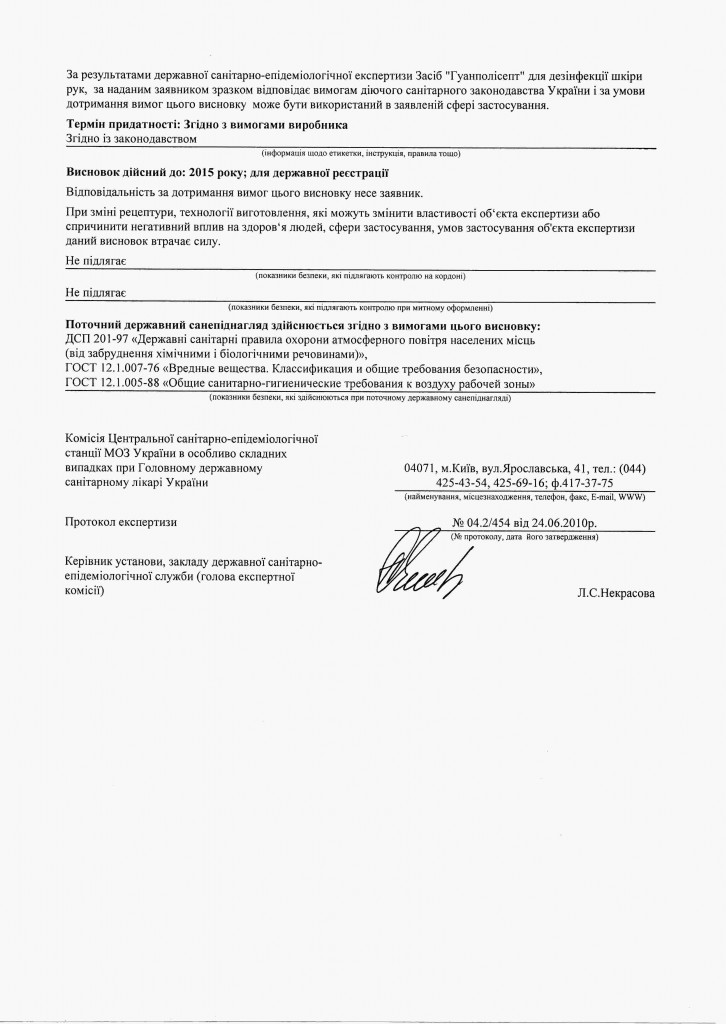 За результатами державної санітарно-епідеміологічної експертизи Засіб "Гуанполісепт" для дезінфекції шкіри
рук, за наданим заявником зразком відповідає вимогам діючого санітарного законодавства України і за умови
дотримання вимог цього висновку може бути використаний в заявленій сфері застосування.
Термін придатності: Згідно з вимогами виробника
Згідно із законодавством
(інформація щодо етикетки, інструкція, правила тощо)
Висновок дійсний до: 2015 року; для державної реєстрації
Відповідальність за дотримання вимог цього висновку несе заявник.
При зміні рецептури, технології виготовлення, які можуть змінити властивості об‘єкта експертизи або
спричинити негативний вплив на здоров‘я людей, сфери застосування, умов застосування об'єкта експертизи
даний висновок втрачає силу.
Не підлягає
(показники безпеки, які підлягають контролю на кордоні)
Не підлягає
(показники безпеки, які підлягають контролю при митному оформленні)
Поточний державний санепіднагляд здійснюється згідно з вимогами цього висновку:
ДСП 201-97 «Державні санітарні правила охорони атмосферного повітря населених місць
(від забруднення хімічними і біологічними речовинами)»,
ГОСТ 12.1.007-76 «Вредные вещества. Классификация и общие требования безопасности»,
ГОСТ 12.1.005-88 «Общие санитарно-гигиенические требования к воздуху рабочей зоны»
(показники безпеки, які здійснюються при поточному державному санепіднагляді)
Комісія Центральної санітарно-епідеміологічної
станції МОЗ України в особливо складних
випадках при Головному державному
санітарному лікарі України
04071, м.Київ, вул.Ярославська, 41, тел.: (044)
425-43-54, 425-69-16; ф.417-37-75
(найменування, місцезнаходження, телефон, факс, E-mail, WWW)
Протокол експертизи
№ 04.2/454 від 24.06.2010р.
(№ протоколу, дата його затвердження)
Керівник установи, закладу державної санітарно-
епідеміологічної служби (голова експертної
комісії)
Л.С.Некрасова